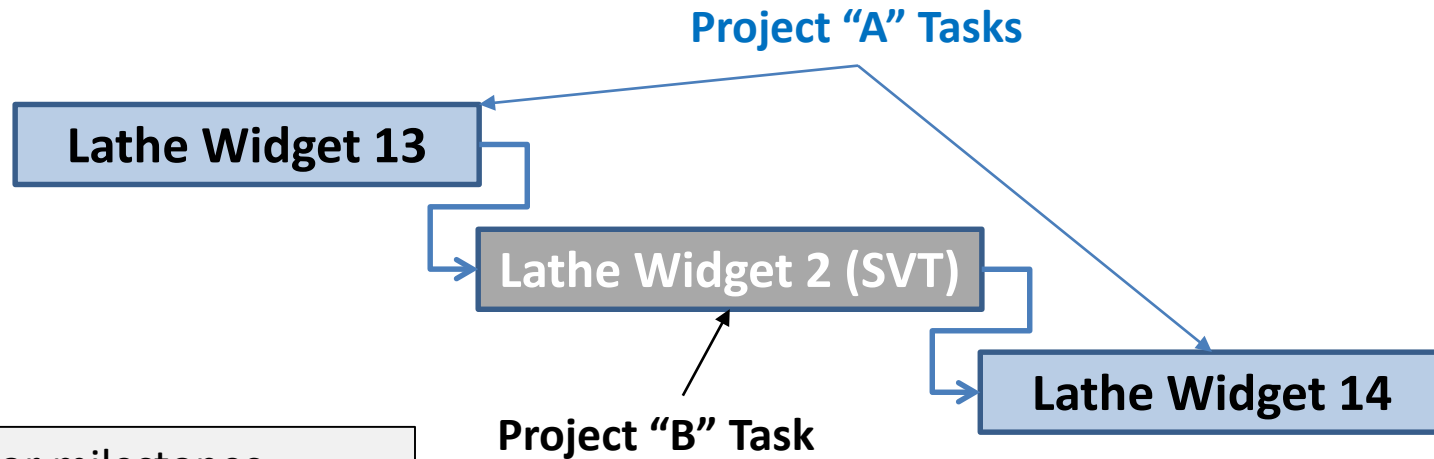 Project “A” Tasks
Lathe Widget 13
Lathe Widget 2 (SVT)
Lathe Widget 14
Project “B” Task